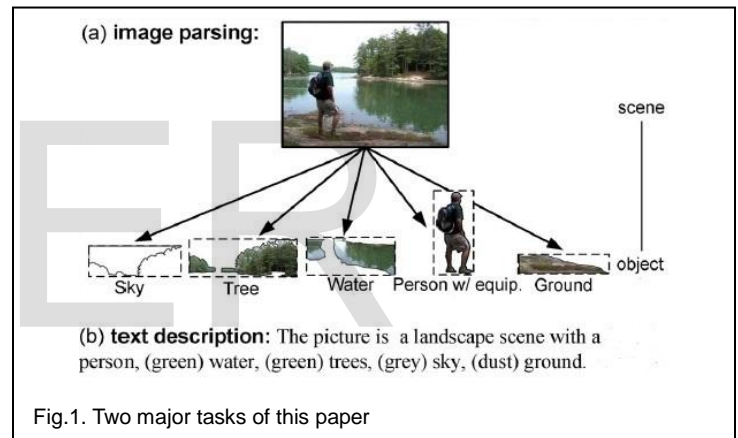 (a) image parsing:
scene
object
Sky
Tree
Water
Person w/ equip.
Ground
(b) text description: The picture is a landscape scene with a
person, (green) water, (green) trees, (grey) sky, (dust) ground.
Fig.1. Two major tasks of this paper
ER